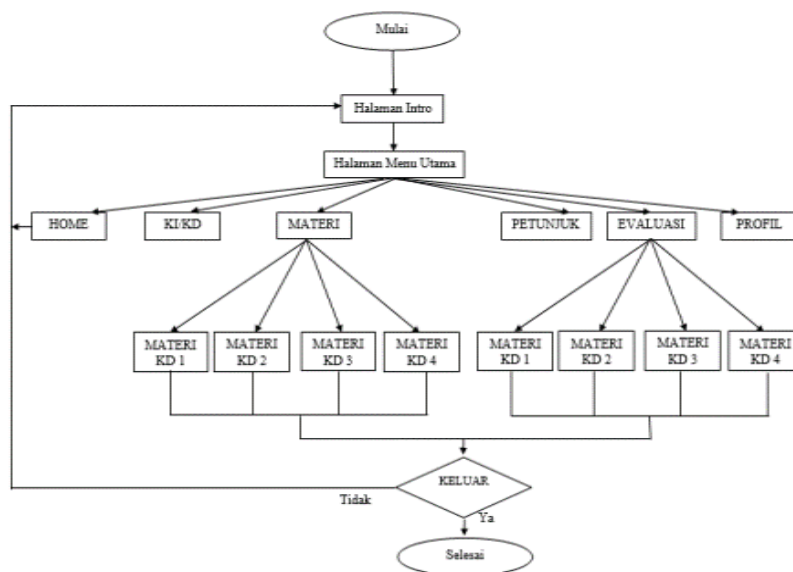 Mulai
Halaman Intro
Halaman Menu Utama
HOME
KI/KD
MATERI
PETUNJUK
EVALUASI
PROFIL
MATERI
KD 1
MATERI
KD 2
MATERI
KD 3
MATERI
KD 4
MATERI
KD 1
MATERI
KD 2
MATERI
KD 3
MATERI
KD 4
KELUAR
Tidak
Ya
Selesai